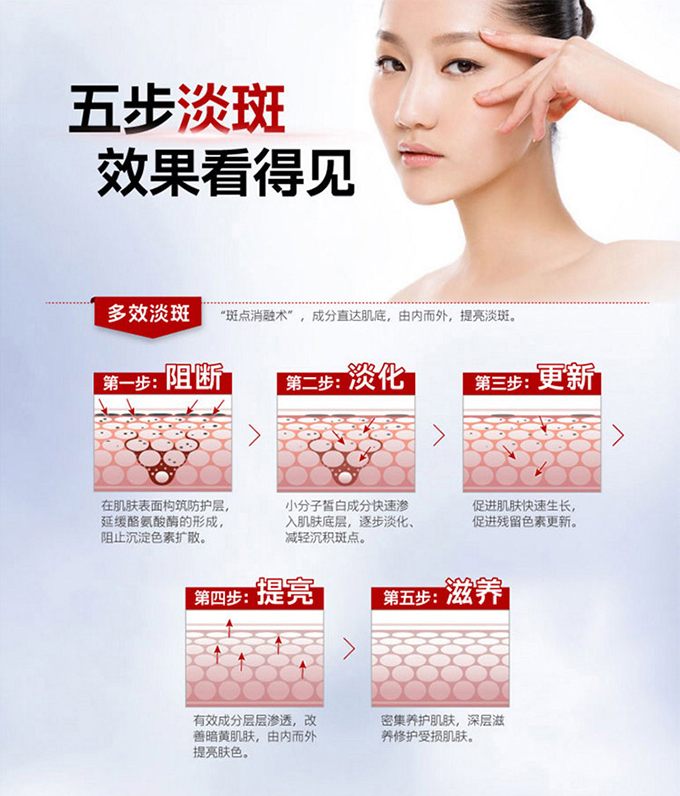 五步淡斑
效果看得见
多效淡斑
“斑点消融术”，成分直达肌底，由内而外，提亮淡斑。
第一步：阻断
在肌肤表面构筑防护层，
延缓酪氨酸酶的形成，
阻止沉淀色素扩散。
第二步：淡化
小分子皙白成分快速渗
入肌肤底层，逐步淡化、
减轻沉积斑点。
第三步：更新
促进肌肤快速生长，
促进残留色素更新。
第四步：提亮
有效成分层层渗透，改
善暗黄肌肤，由内而外
提亮肤色。
第五步：滋养
密集养护肌肤，深层滋
养修护受损肌肤。